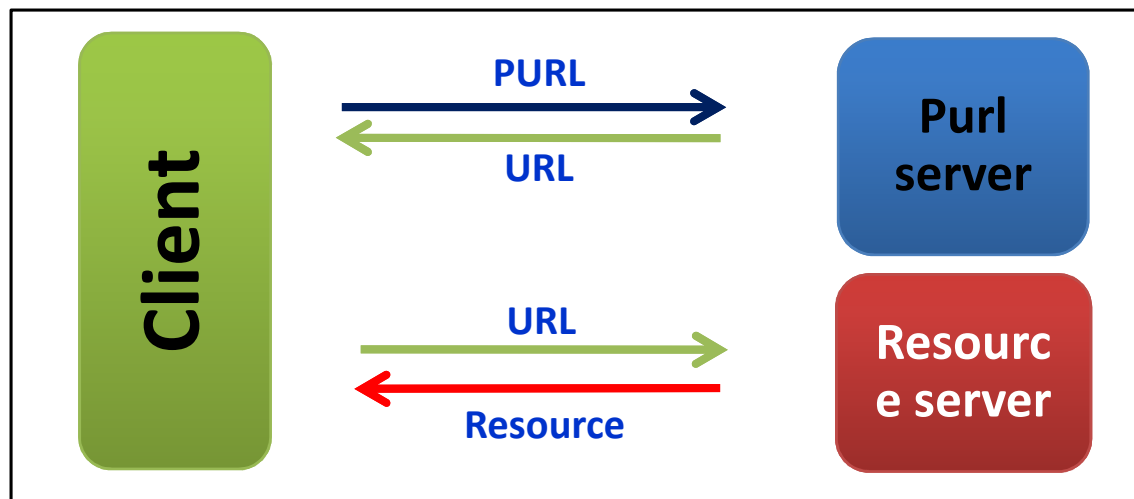 Client
PURL
URL
Purl
server
URL
Resource
Resourc
e server